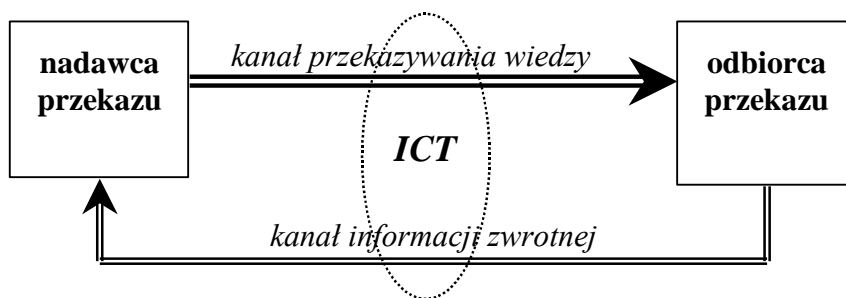 nadawca
przekazu
kanał przekazywania wiedzy
odbiorca
przekazu
ICT
kanał informacji zwrotnej